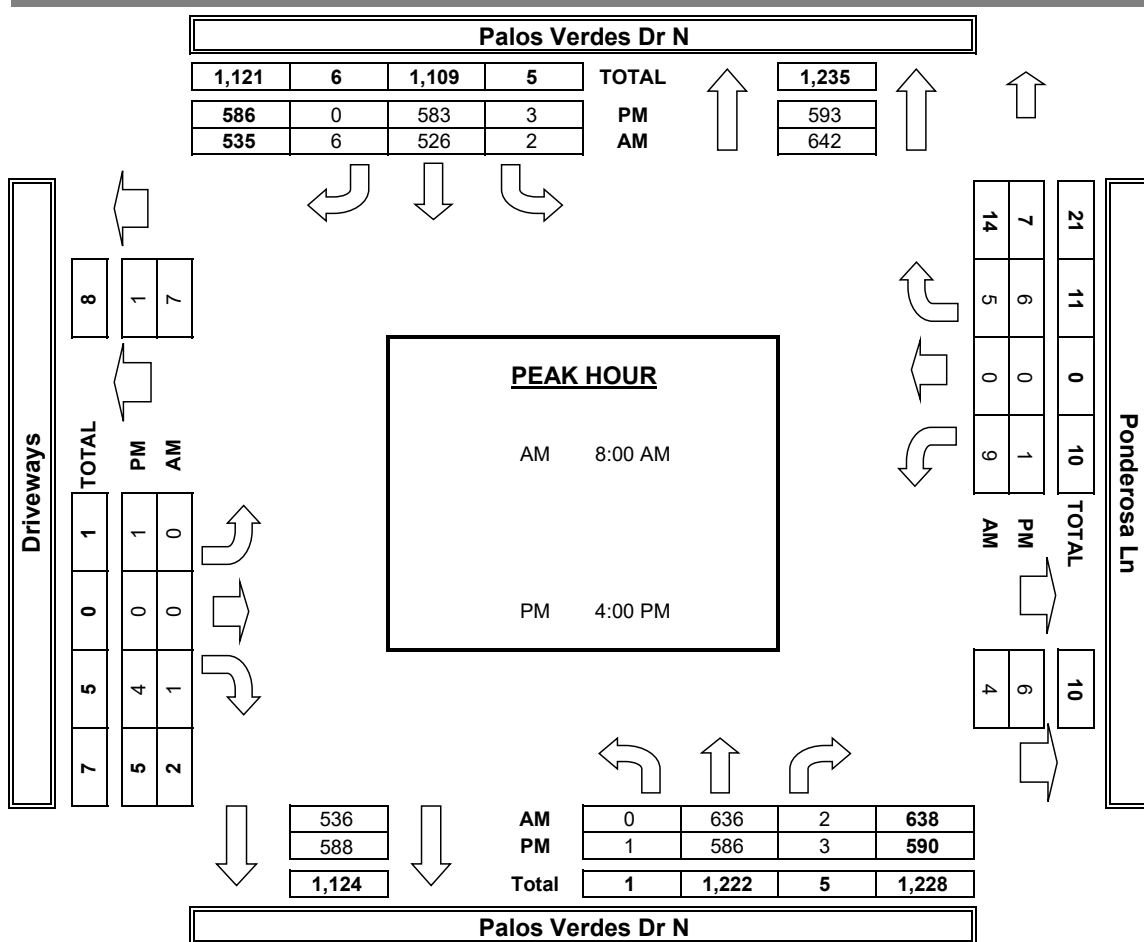 Palos Verdes Dr N
1,121 6 1,109 5 TOTAL 1,235
586 0 583 3 PM 593
535 6 526 2 AM 642
Driveways
TOTAL PM AM
8 1 7
1 1 0
0 0 0
5 4 1
7 5 2
PEAK HOUR
AM 8:00 AM
PM 4:00 PM
14 7 21
5 6 11
0 0 0
9 1 10
AM PM TOTAL
4 6 10
Ponderosa Ln
536 AM 0 636 2 638
588 PM 1 586 3 590
1,124 Total 1 1,222 5 1,228
Palos Verdes Dr N